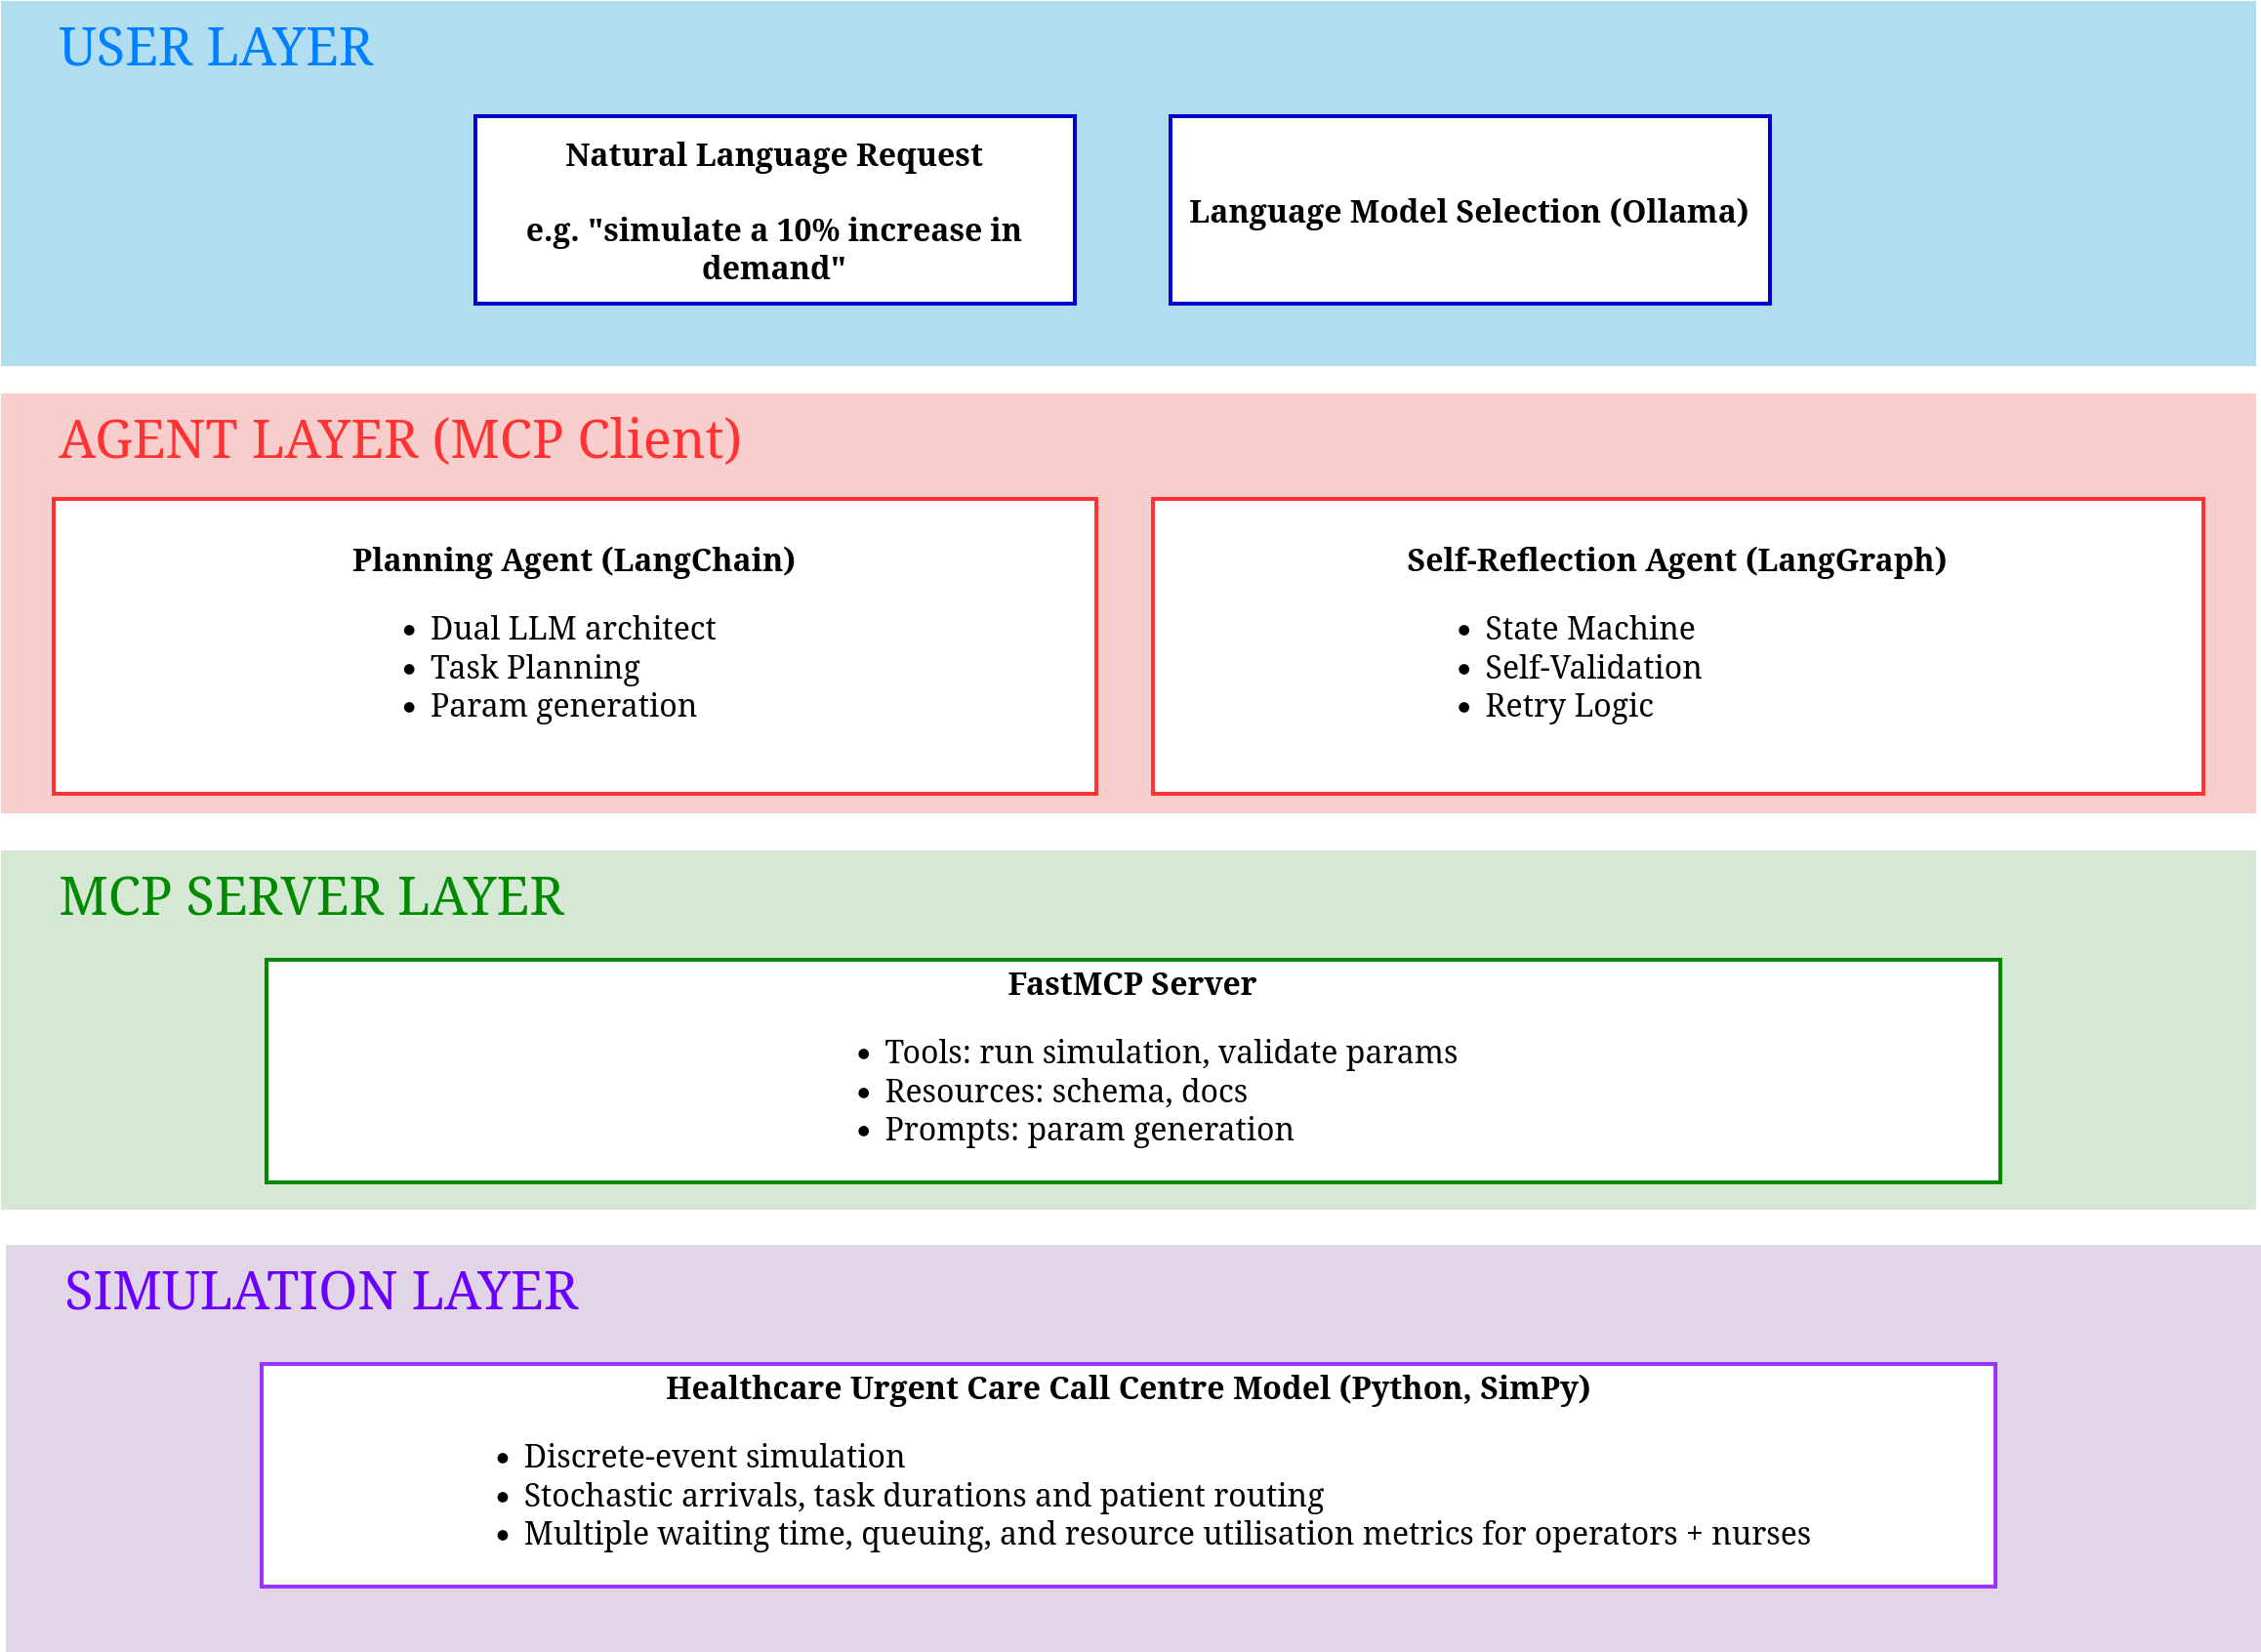 USER LAYER
Natural Language Request
e.g. "simulate a 10% increase in
demand"
Language Model Selection (Ollama)
AGENT LAYER (MCP Client)
Planning Agent (LangChain)
• Dual LLM architect
• Task Planning
• Param generation
Self-Reflection Agent (LangGraph)
• State Machine
• Self-Validation
• Retry Logic
MCP SERVER LAYER
FastMCP Server
• Tools: run simulation, validate params
• Resources: schema, docs
• Prompts: param generation
SIMULATION LAYER
Healthcare Urgent Care Call Centre Model (Python, SimPy)
• Discrete-event simulation
• Stochastic arrivals, task durations and patient routing
• Multiple waiting time, queuing, and resource utilisation metrics for operators + nurses